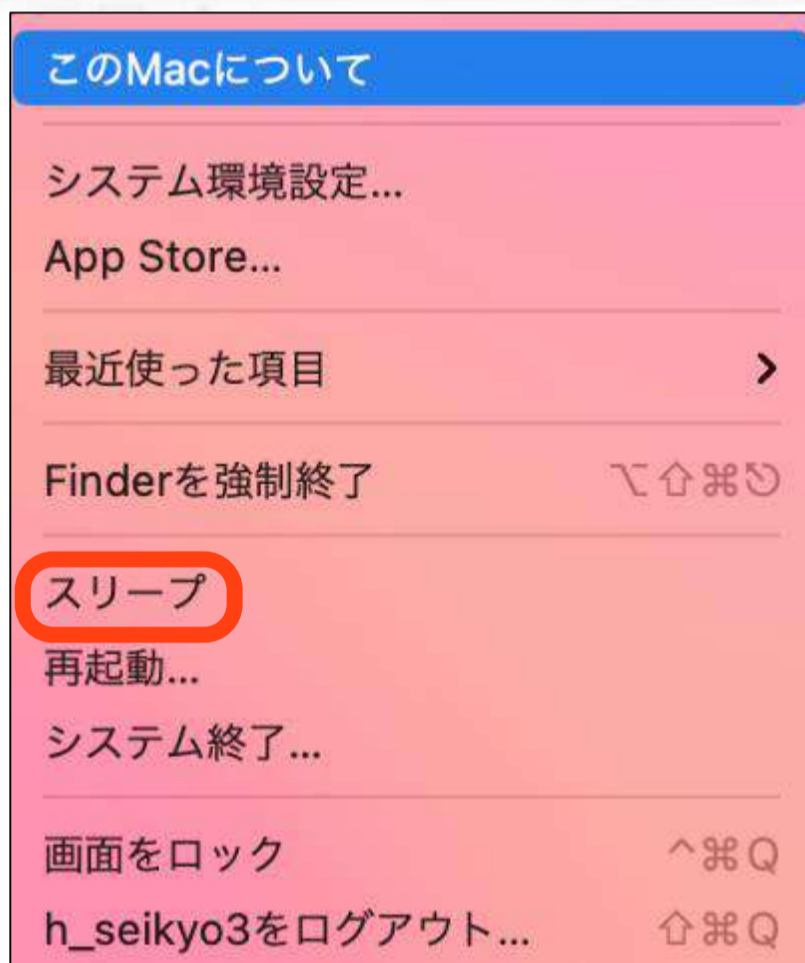 このMacについて
システム環境設定...
App Store...
最近使った項目
Finderを強制終了 ⌥⇧⌘⎋
スリープ
再起動...
システム終了...
画面をロック ^⌘Q
h_seikyo3をログアウト... ⇧⌘Q